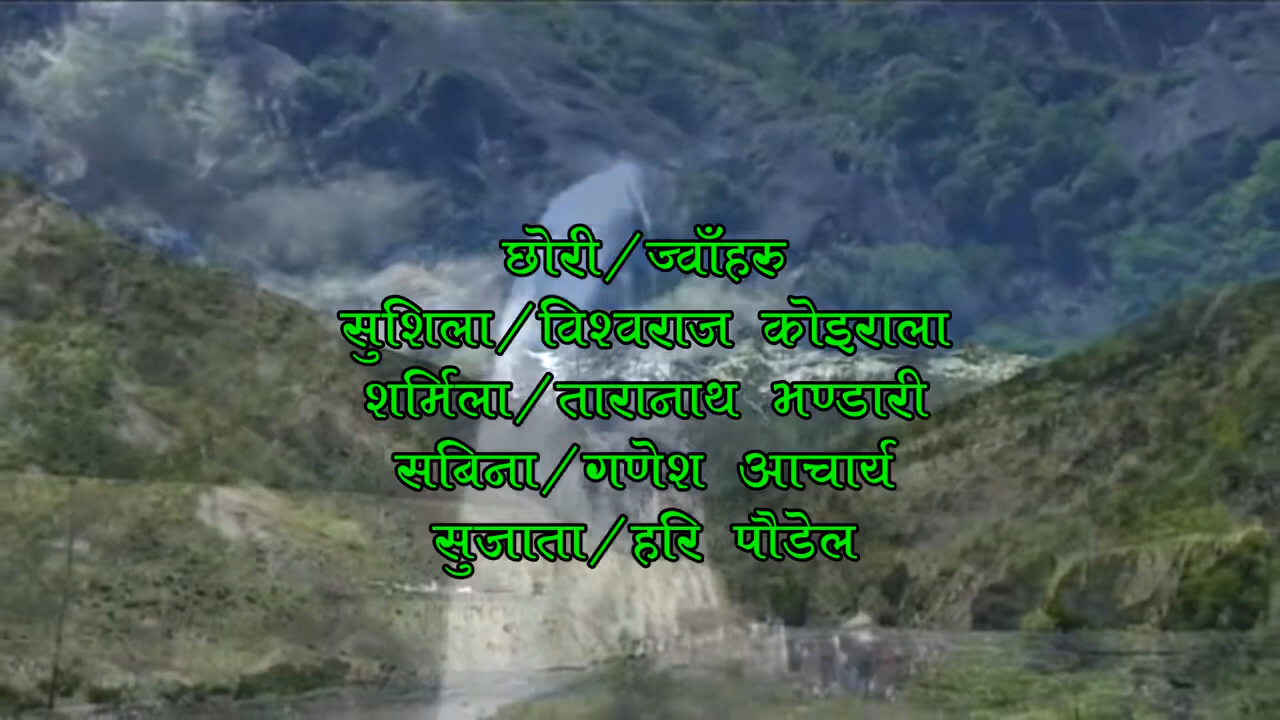 छोरी/ज्वाँहरु
सुशिला/विश्वराज कोइराला
शर्मिला/तारानाथ भण्डारी
सबिना/गणेश आचार्य
सुजाता/हरि पौडेल